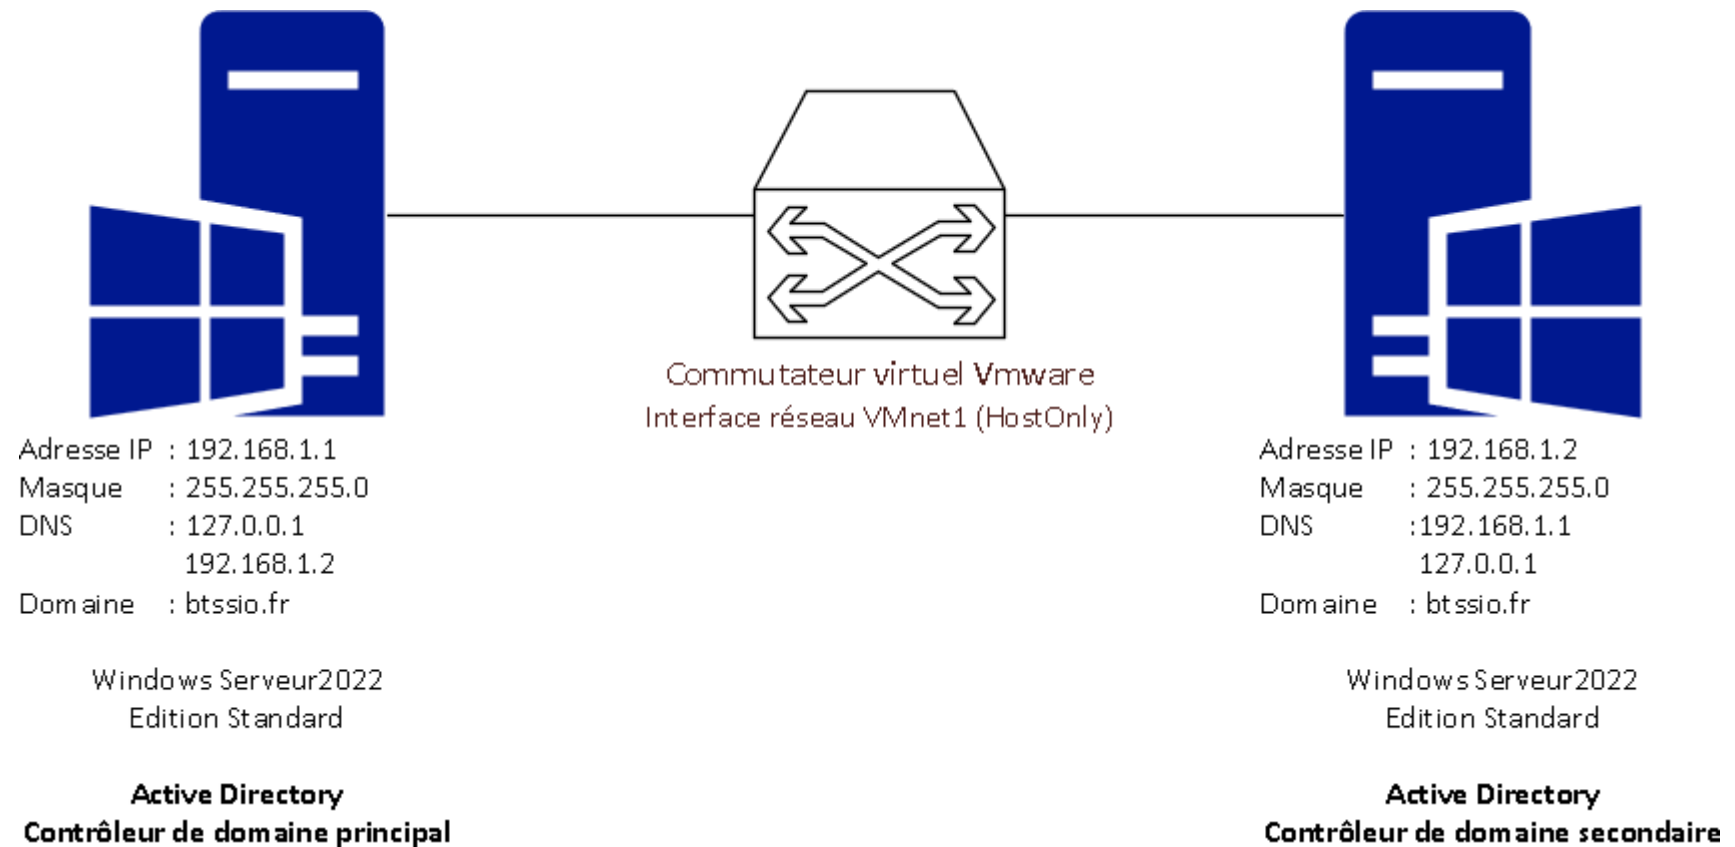 Commutateur virtuel Vmware
Interface réseau VMnet1 (HostOnly)
Adresse IP : 192.168.1.1
Masque : 255.255.255.0
DNS : 127.0.0.1
192.168.1.2
Domaine : btssio.fr
Windows Serveur2022
Edition Standard
Active Directory
Contrôleur de domaine principal
Adresse IP : 192.168.1.2
Masque : 255.255.255.0
DNS :192.168.1.1
127.0.0.1
Domaine : btssio.fr
Windows Serveur2022
Edition Standard
Active Directory
Contrôleur de domaine secondaire